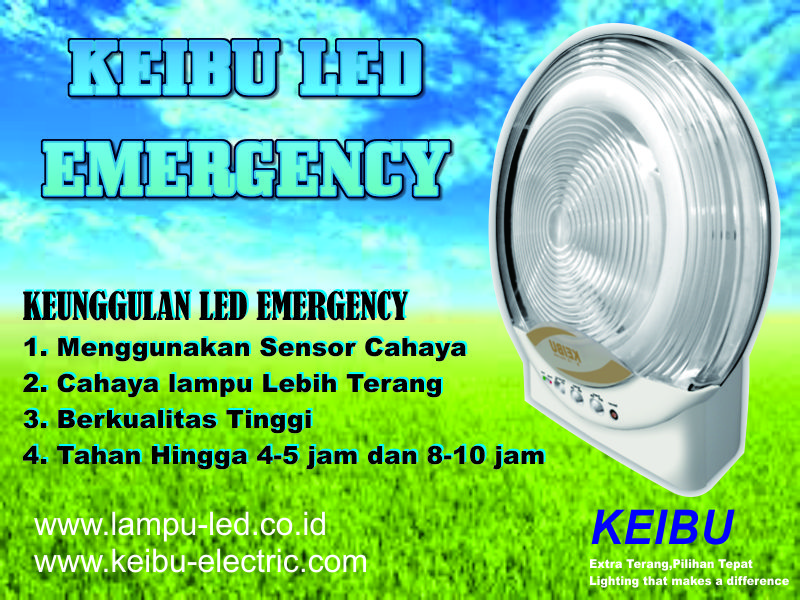 KEIBU LED
EMERGENCY
KEUNGGULAN LED EMERGENCY
1. Menggunakan Sensor Cahaya
2. Cahaya lampu Lebih Terang
3. Berkualitas Tinggi
4. Tahan Hingga 4-5 jam dan 8-10 jam
www.lampu-led.co.id
www.keibu-electric.com
KEIBU
KEIBU
Extra Terang,Pilihan Tepat
Lighting that makes a difference